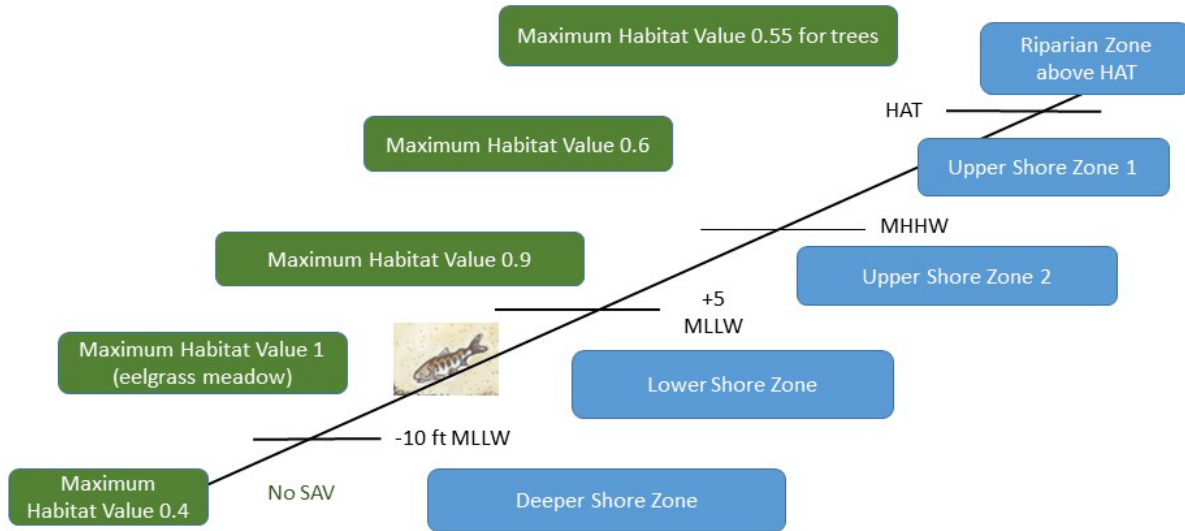 Maximum Habitat Value 0.55 for trees
Riparian Zone
above HAT
HAT
Maximum Habitat Value 0.6
Upper Shore Zone 1
MHHW
Maximum Habitat Value 0.9
Upper Shore Zone 2
+5
MLLW
Maximum Habitat Value 1
(eelgrass meadow)
Lower Shore Zone
-10 ft MLLW
Maximum
Habitat Value 0.4
No SAV
Deeper Shore Zone